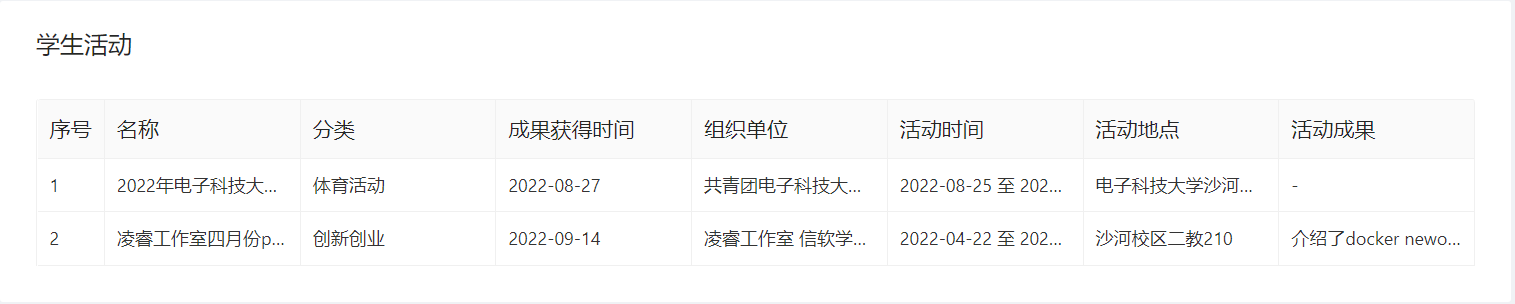 学生活动
序号 名称 分类 成果获得时间 组织单位 活动时间 活动地点 活动成果
1 2022年电子科技大... 体育活动 2022-08-27 共青团电子科技大... 2022-08-25 至 202... 电子科技大学沙河... -
2 凌睿工作室四月份p... 创新创业 2022-09-14 凌睿工作室 信软学... 2022-04-22 至 202... 沙河校区二教210 介绍了docker newo...